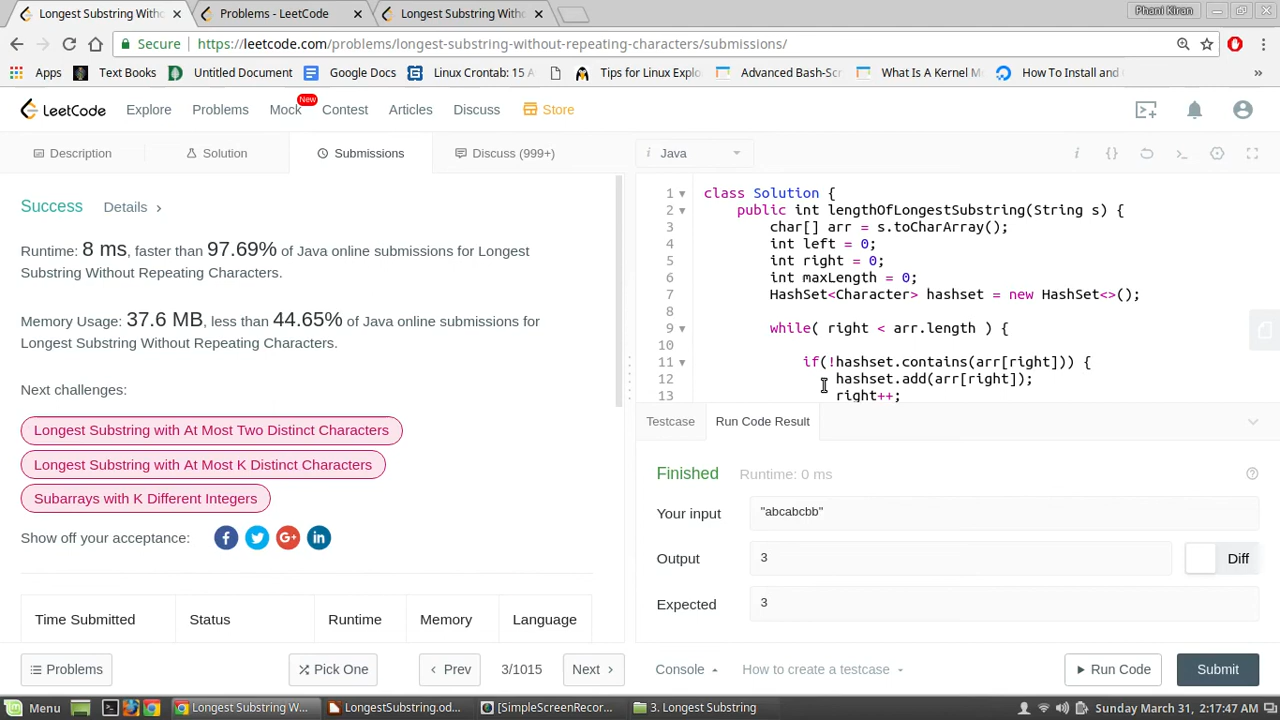 Longest Substring Witho
Problems - LeetCode
Longest Substring Witho
Phani Kiran
Secure
https://leetcode.com/problems/longest-substring-without-repeating-characters/submissions/
Apps
Text Books
Untitled Document
Google Docs
Linux Crontab: 15 A
Tips for Linux Explo
Advanced Bash-Scr
What Is A Kernel M
How To Install and
»
LeetCode
Explore
Problems
Mock
New
Contest
Articles
Discuss
Store
Description
Solution
Submissions
Discuss (999+)
i Java
Success
Details >
Runtime: 8 ms, faster than 97.69% of Java online submissions for Longest
Substring Without Repeating Characters.
Memory Usage: 37.6 MB, less than 44.65% of Java online submissions for
Longest Substring Without Repeating Characters.
Next challenges:
Longest Substring with At Most Two Distinct Characters
Longest Substring with At Most K Distinct Characters
Subarrays with K Different Integers
Show off your acceptance:
Time Submitted
Status
Runtime
Memory
Language
1 class Solution {
2 public int lengthOfLongestSubstring(String s) {
3 char[] arr = s.toCharArray();
4 int left = 0;
5 int right = 0;
6 int maxLength = 0;
7 HashSet<Character> hashset = new HashSet<>();
8
9 while( right < arr.length ) {
10
11 if(!hashset.contains(arr[right])) {
12 hashset.add(arr[right]);
13 right++;
Testcase
Run Code Result
Finished
Runtime: 0 ms
Your input
"abcabcbb"
Output
3
Diff
Expected
3
Problems
Pick One
Prev
3/1015
Next
Console
How to create a testcase
Run Code
Submit
Menu
Longest Substring W...
LongestSubstring.od...
[SimpleScreenRecor...
3. Longest Substring
Sunday March 31, 2:17:47 AM